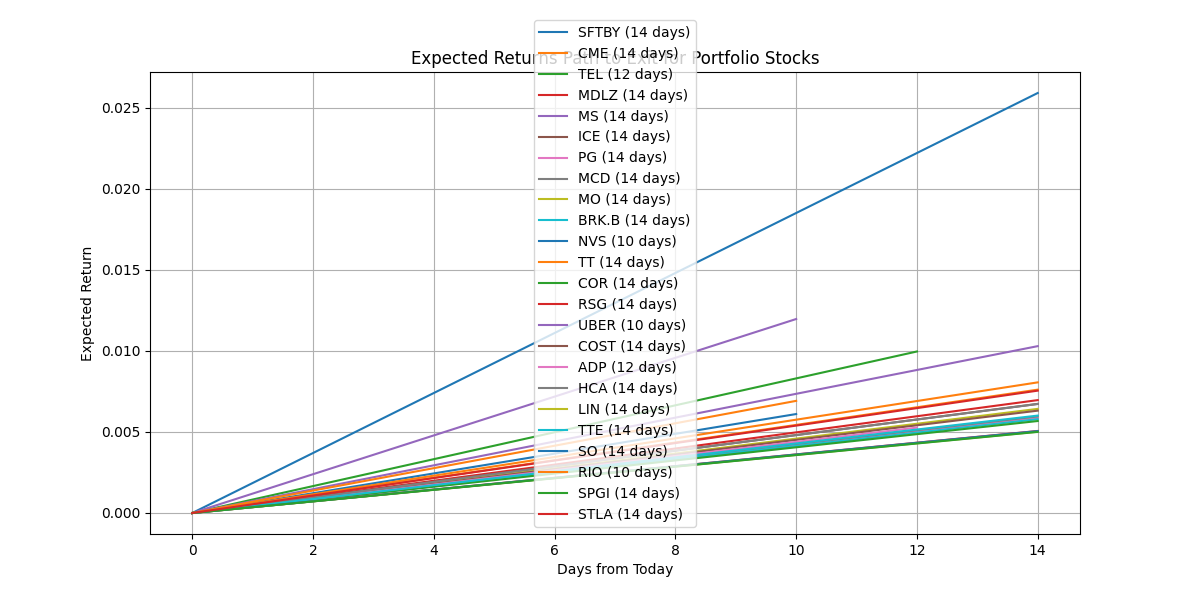 Expected Returns Path to Exit for Portfolio Stocks
SFTBY (14 days)
CME (14 days)
TEL (12 days)
MDLZ (14 days)
MS (14 days)
ICE (14 days)
PG (14 days)
MCD (14 days)
MO (14 days)
BRK.B (14 days)
NVS (10 days)
TT (14 days)
COR (14 days)
RSG (14 days)
UBER (10 days)
COST (14 days)
ADP (12 days)
HCA (14 days)
LIN (14 days)
TTE (14 days)
SO (14 days)
RIO (10 days)
SPGI (14 days)
STLA (14 days)
Expected Return
0.025
0.020
0.015
0.010
0.005
0.000
0 2 4 6 8 10 12 14
Days from Today